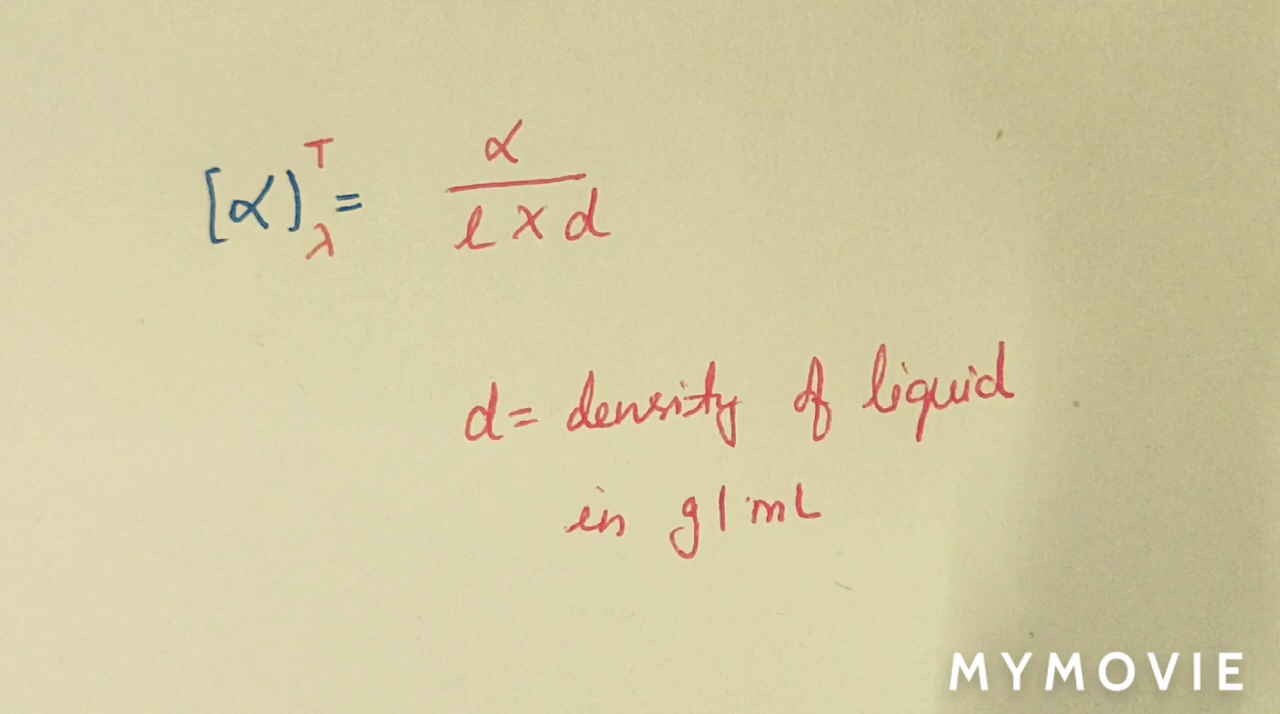 [α)ᵀ_λ = α / l × d
d = density of liquid
in g/mL
MYMOVIE